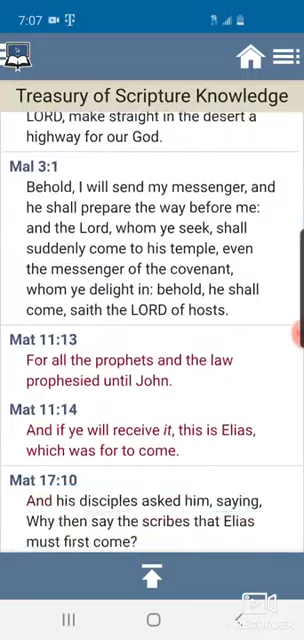 7:07
Treasury of Scripture Knowledge
LORD, make straight in the desert a
highway for our God.
Mal 3:1
Behold, I will send my messenger, and
he shall prepare the way before me:
and the Lord, whom ye seek, shall
suddenly come to his temple, even
the messenger of the covenant,
whom ye delight in: behold, he shall
come, saith the LORD of hosts.
Mat 11:13
For all the prophets and the law
prophesied until John.
Mat 11:14
And if ye will receive it, this is Elias,
which was for to come.
Mat 17:10
And his disciples asked him, saying,
Why then say the scribes that Elias
must first come?